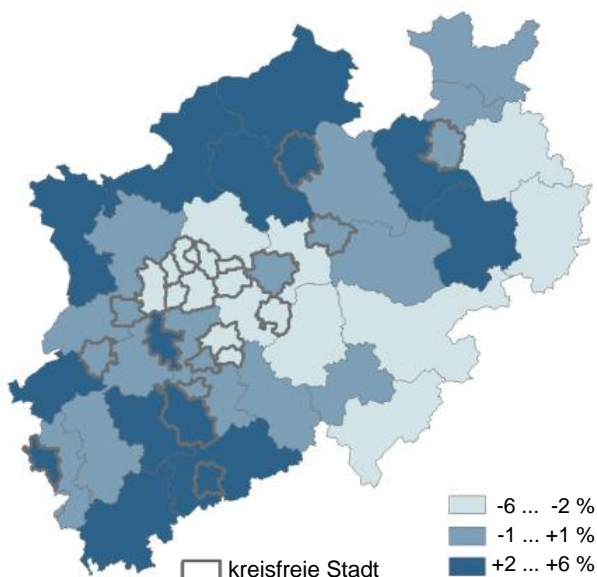 -6 ... -2 %
-1 ... +1 %
+2 ... +6 %
kreisfreie Stadt